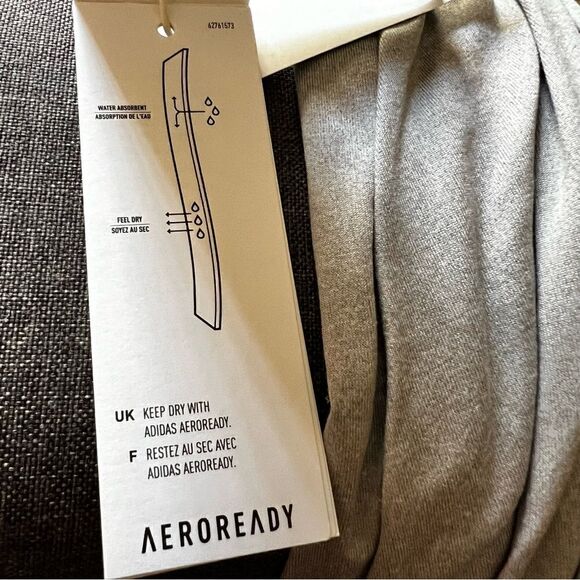 62761573
WATER ABSORBENT
ABSORPTION DE L'EAU
FEEL DRY
SOYEZ AU SEC
UK KEEP DRY WITH
ADIDAS AEROREADY.
F RESTEZ AU SEC AVEC
ADIDAS AEROREADY.
AEROREADY